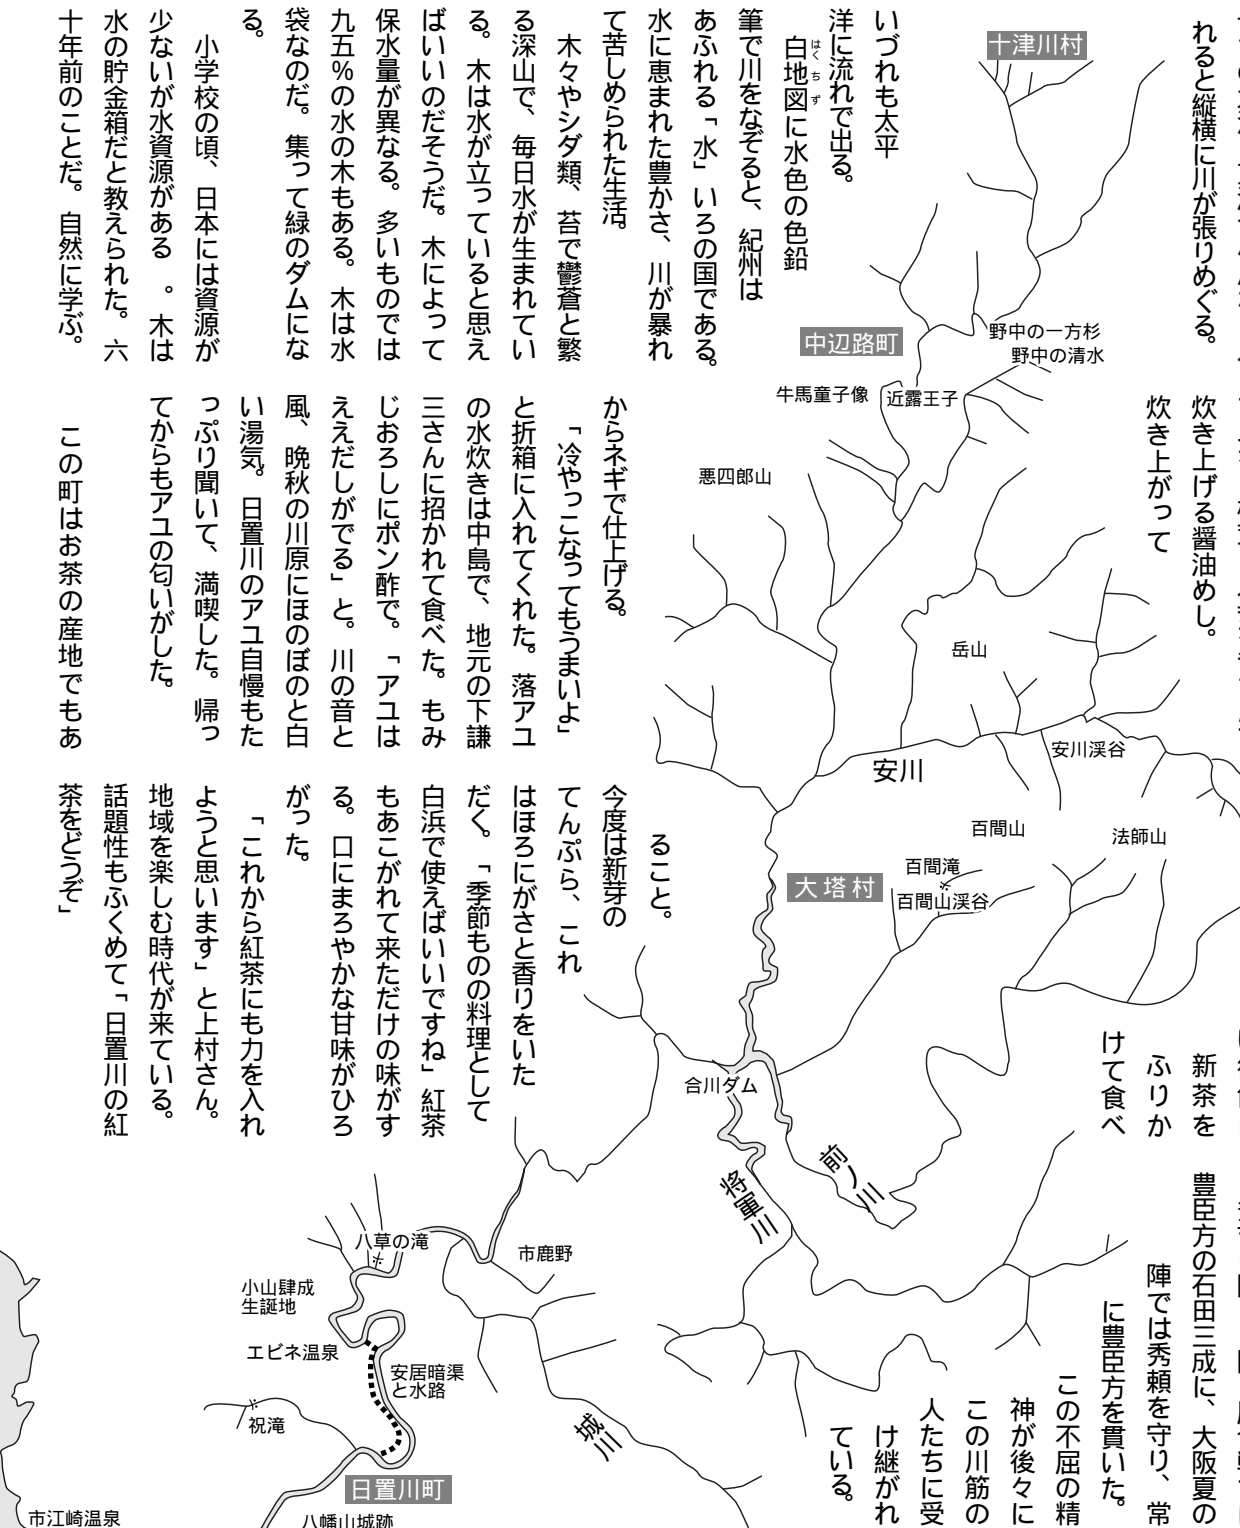 れると縦横に川が張りめぐる。
いづれも太平
洋に流れで出る。
白地図に水色の色鉛
はくちず
筆で川をなぞると、紀州は
あふれる「水」いろの国である。
水に恵まれた豊かさ、川が暴れ
て苦しめられた生活。
木々やシダ類、苔で鬱蒼と繁
る深山で、毎日水が生まれてい
る。木は水が立っていると思え
ばいいのだそうだ。木によって
保水量が異なる。多いものでは
九五％の水の木もある。木は水
袋なのだ。集って緑のダムにな
る。
小学校の頃、日本には資源が
少ないが水資源がある 。木は
水の貯金箱だと教えられた。六
十年前のことだ。自然に学ぶ。
炊き上げる醤油めし。
炊き上がって
からネギで仕上げる。
「冷やっこなってもうまいよ」
と折箱に入れてくれた。落アユ
の水炊きは中島で、地元の下謙
三さんに招かれて食べた。もみ
じおろしにポン酢で。「アユは
ええだしがでる」と。川の音と
風、晩秋の川原にほのぼのと白
い湯気。日置川のアユ自慢もた
っぷり聞いて、満喫した。帰っ
てからもアユの匂いがした。
この町はお茶の産地でもあ
ること。
今度は新芽の
てんぷら、これ
はほろにがさと香りをいた
だく。「季節ものの料理として
白浜で使えばいいですね」紅茶
もあこがれて来ただけの味がす
る。口にまろやかな甘味がひろ
がった。
「これから紅茶にも力を入れ
ようと思います」と上村さん。
地域を楽しむ時代が来ている。
話題性もふくめて「日置川の紅
茶をどうぞ」
新茶を
ふりか
けて食べ
豊臣方の石田三成に、大阪夏の
陣では秀頼を守り、常
に豊臣方を貫いた。
この不屈の精
神が後々に
この川筋の
人たちに受
け継がれ
ている。
十津川村
野中の一方杉
野中の清水
中辺路町
牛馬童子像
近露王子
悪四郎山
岳山
安川
安川渓谷
百間山
法師山
百間滝
百間山渓谷
大塔村
合川ダム
前ノ川
将軍川
八草の滝
市鹿野
小山肆成
生誕地
エビネ温泉
安居暗渠
と水路
祝滝
城川
日置川町
市江崎温泉
八幡山城跡